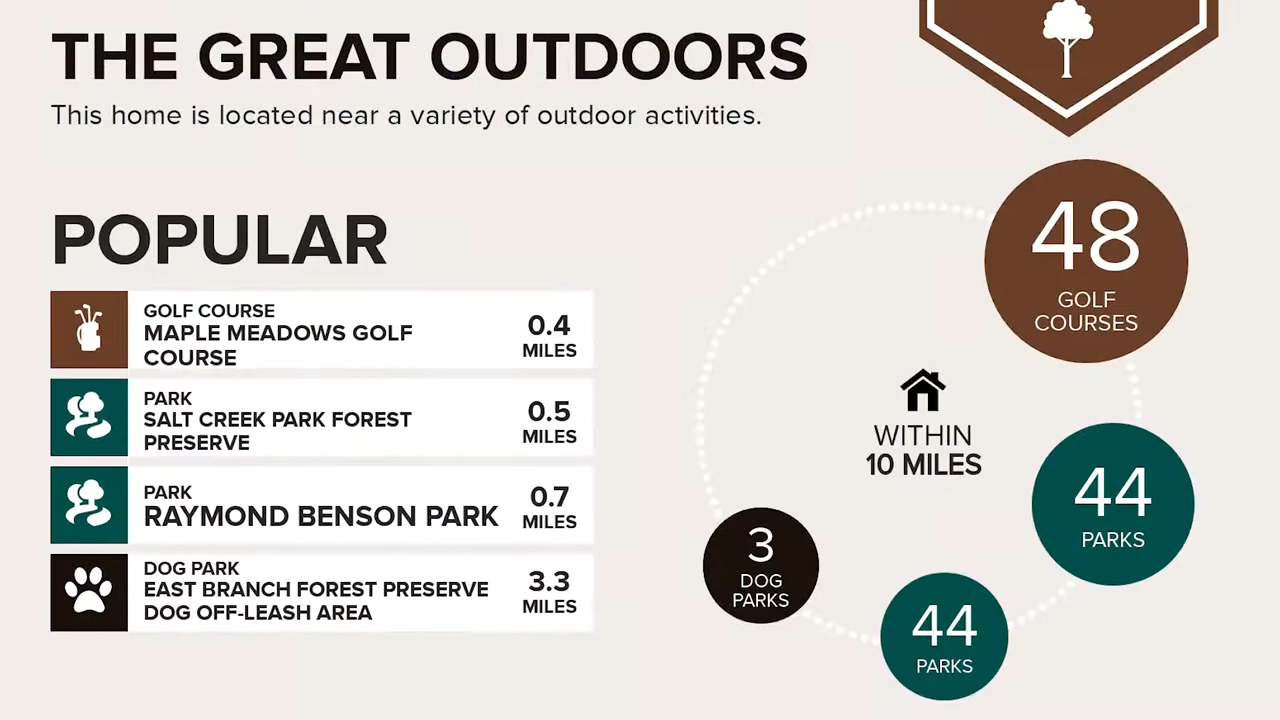 THE GREAT OUTDOORS
This home is located near a variety of outdoor activities.
POPULAR
GOLF COURSE
MAPLE MEADOWS GOLF
COURSE
0.4
MILES
PARK
SALT CREEK PARK FOREST
PRESERVE
0.5
MILES
PARK
RAYMOND BENSON PARK
0.7
MILES
DOG PARK
EAST BRANCH FOREST PRESERVE
DOG OFF-LEASH AREA
3.3
MILES
48
GOLF
COURSES
WITHIN
10 MILES
44
PARKS
3
DOG
PARKS
44
PARKS